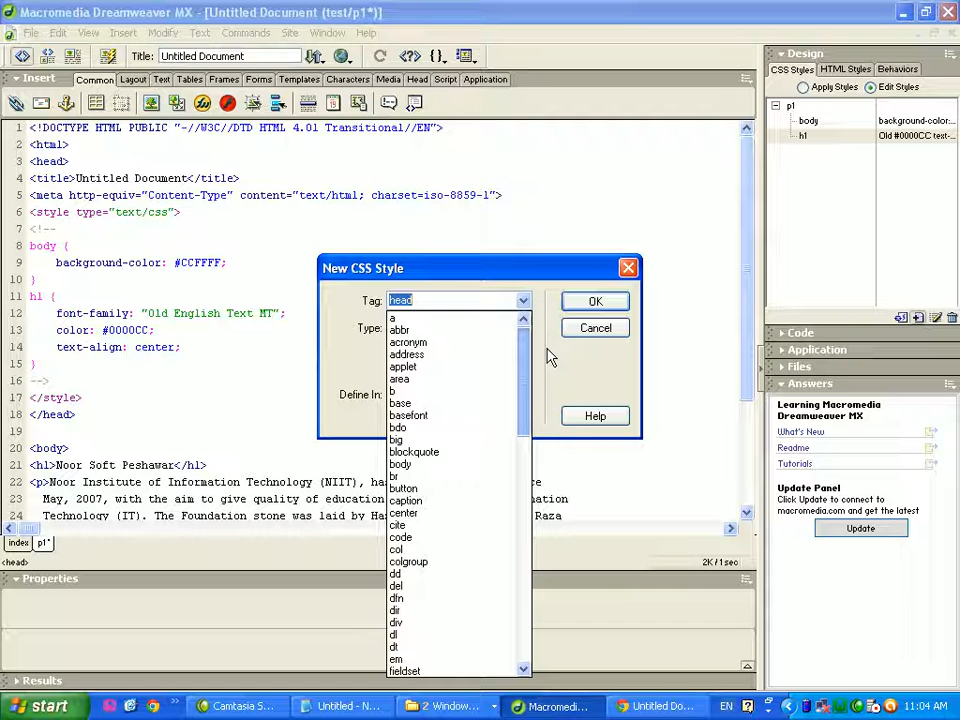 Macromedia Dreamweaver MX - [Untitled Document (test/p1*)]
File Edit View Insert Modify Text Commands Site Window Help
Title: Untitled Document
Insert Common Layout Text Tables Frames Forms Templates Characters Media Head Script Application
1 <!DOCTYPE HTML PUBLIC "-//W3C//DTD HTML 4.01 Transitional//EN">
2 <html>
3 <head>
4 <title>Untitled Document</title>
5 <meta http-equiv="Content-Type" content="text/html; charset=iso-8859-1">
6 <style type="text/css">
7 <!--
8 body {
9 background-color: #CCFFFF;
10 }
11 h1 {
12 font-family: "Old English Text MT";
13 color: #0000CC;
14 text-align: center;
15 }
16 -->
17 </style>
18 </head>
19
20 <body>
21 <h1>Noor Soft Peshawar</h1>
22 <p>Noor Institute of Information Technology (NIIT), ha
23 May, 2007, with the aim to give quality of education
24 Technology (IT). The Foundation stone was laid by Has Raza
New CSS Style
Tag: head
Type:
Define In:
OK
Cancel
Help
a
abbr
acronym
address
applet
area
b
base
basefont
bdo
big
blockquote
body
br
button
caption
center
cite
code
col
colgroup
dd
del
dfn
dir
div
dl
dt
em
fieldset
index p1*
<head>
2K / 1 sec
Properties
Results
Design
CSS Styles HTML Styles Behaviors
Apply Styles Edit Styles
p1
body background-color:...
h1 Old #0000CC text-...
Code
Application
Files
Answers
Learning Macromedia
Dreamweaver MX
What's New
Readme
Tutorials
Update Panel
Click Update to connect to
macromedia.com and get the latest
Update
start Camtasia S... Untitled - N... 2 Window... Macromedi... Untitled Do... EN 11:04 AM